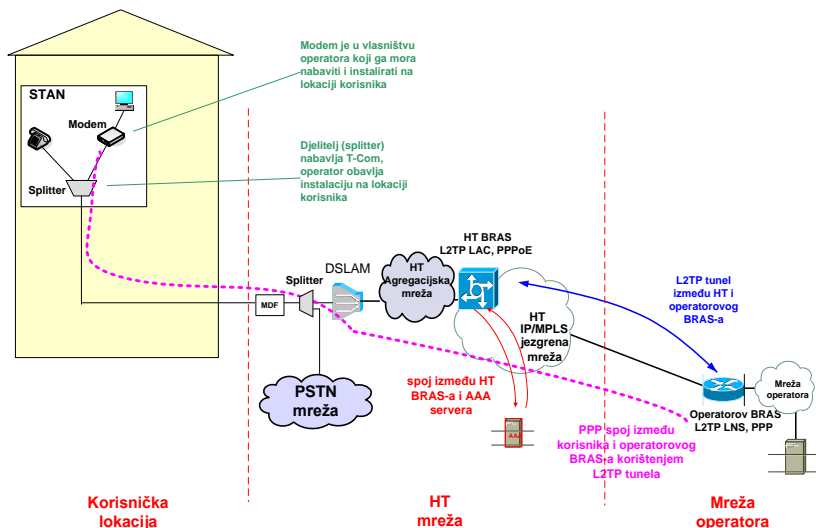 Modem je u vlasništvu
operatora koji ga mora
nabaviti i instalirati na
lokaciji korisnika
STAN
Modem
Djelitelj (splitter)
nabavlja T-Com,
operator obavlja
instalaciju na lokaciji
korisnika
Splitter
HT BRAS
L2TP LAC, PPPoE
DSLAM
HT
Agregacijska
mreža
Splitter
MDF
L2TP tunel
između HT i
operatorovog
BRAS-a
HT
IP/MPLS
jezgrena
mreža
PSTN
mreža
spoj između HT
BRAS-a i AAA
servera
AAA
Mreža
operatora
Operatorov BRAS
L2TP LNS, PPP
PPP spoj između
korisnika i operatorovog
BRAS-a korištenjem
L2TP tunela
Korisnička
lokacija
HT
mreža
Mreža
operatora